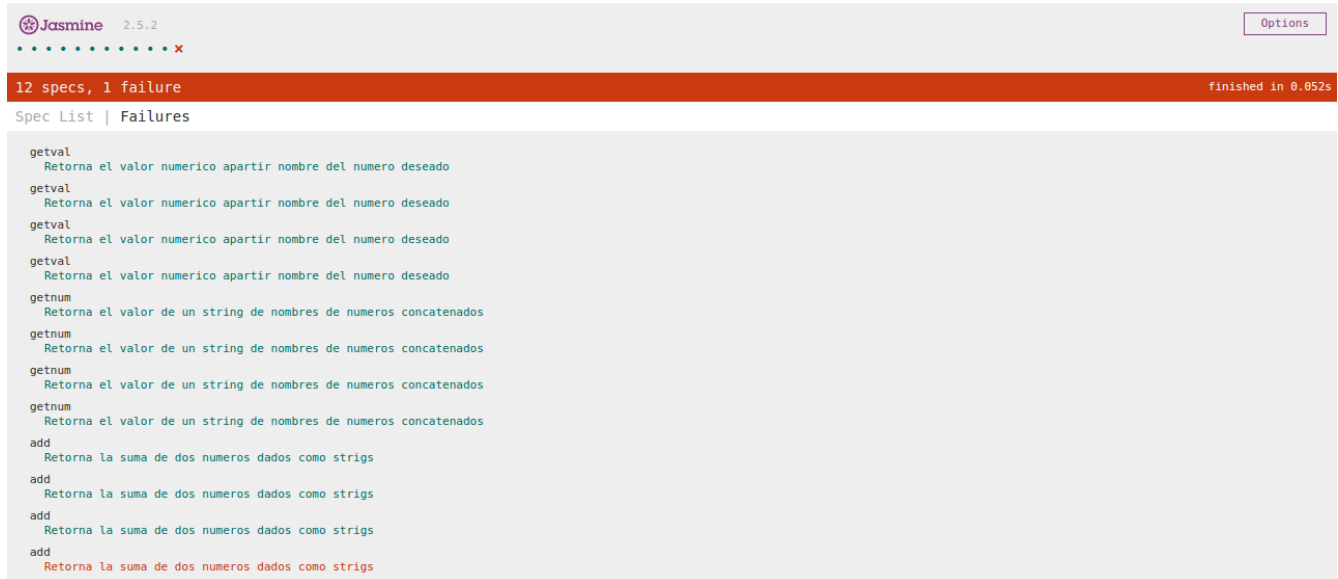 Jasmine 2.5.2 Options
• • • • • • • • • • • ×
12 specs, 1 failure finished in 0.052s
Spec List | Failures
getval
Retorna el valor numerico apartir nombre del numero deseado
getval
Retorna el valor numerico apartir nombre del numero deseado
getval
Retorna el valor numerico apartir nombre del numero deseado
getval
Retorna el valor numerico apartir nombre del numero deseado
getnum
Retorna el valor de un string de nombres de numeros concatenados
getnum
Retorna el valor de un string de nombres de numeros concatenados
getnum
Retorna el valor de un string de nombres de numeros concatenados
getnum
Retorna el valor de un string de nombres de numeros concatenados
add
Retorna la suma de dos numeros dados como strigs
add
Retorna la suma de dos numeros dados como strigs
add
Retorna la suma de dos numeros dados como strigs
add
Retorna la suma de dos numeros dados como strigs